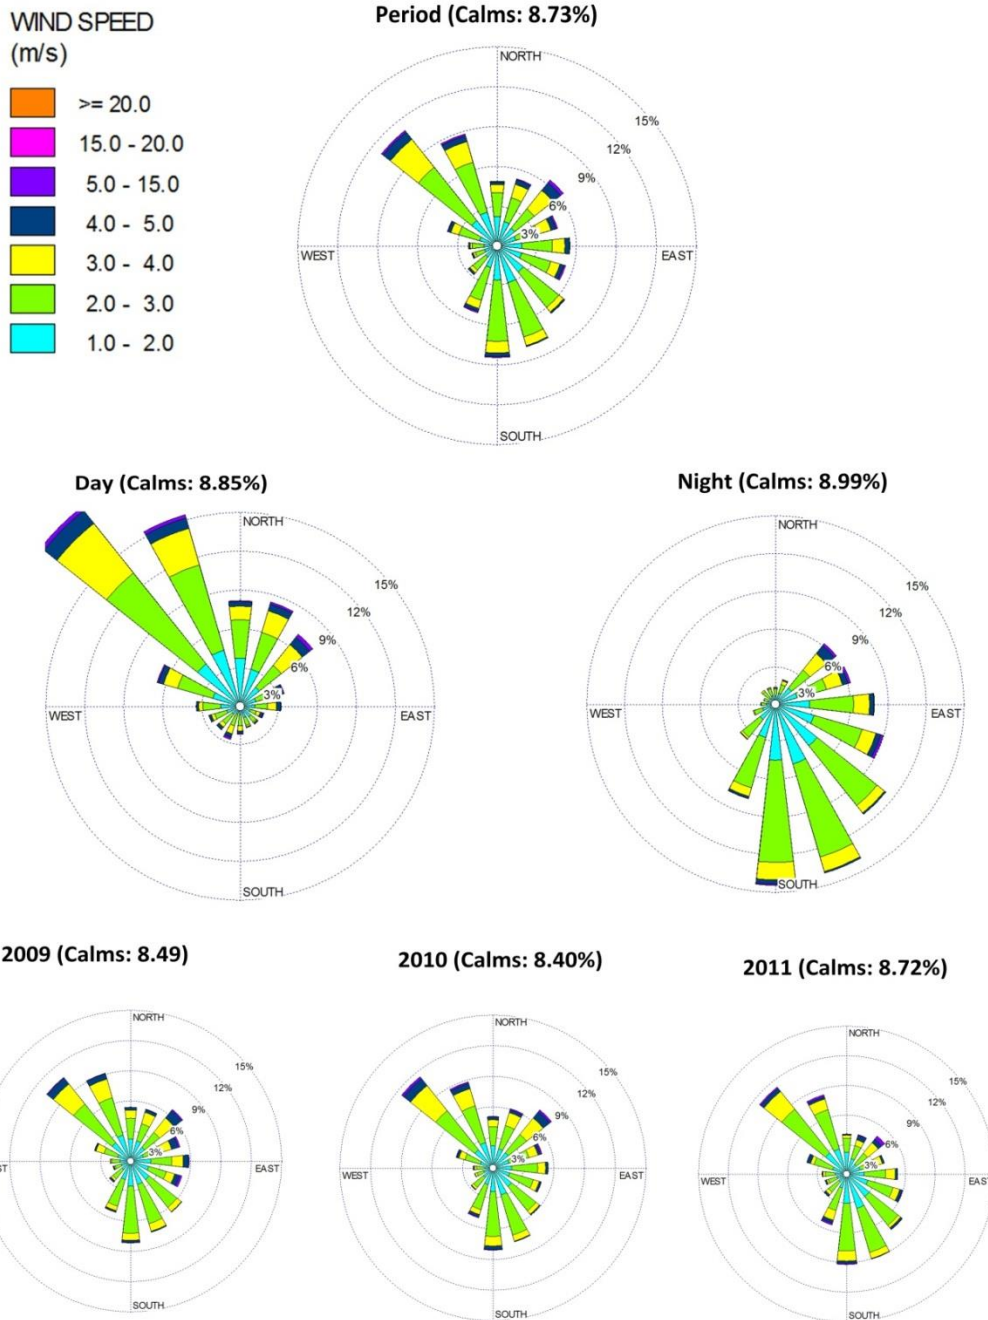 WIND SPEED
(m/s)
>= 20.0
15.0 - 20.0
5.0 - 15.0
4.0 - 5.0
3.0 - 4.0
2.0 - 3.0
1.0 - 2.0
Period (Calms: 8.73%)
NORTH
15%
12%
9%
6%
3%
WEST
EAST
SOUTH
Day (Calms: 8.85%)
NORTH
15%
12%
9%
6%
3%
WEST
EAST
SOUTH
Night (Calms: 8.99%)
NORTH
15%
12%
9%
6%
3%
WEST
EAST
SOUTH
2009 (Calms: 8.49)
NORTH
15%
12%
9%
6%
3%
ST
EAST
SOUTH
2010 (Calms: 8.40%)
NORTH
15%
12%
9%
6%
3%
WEST
EAST
SOUTH
2011 (Calms: 8.72%)
NORTH
15%
12%
9%
6%
3%
WEST
EAST
SOUTH